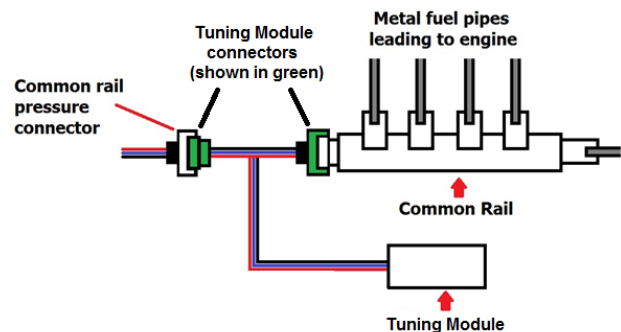 Tuning Module
connectors
(shown in green)
Metal fuel pipes
leading to engine
Common rail
pressure
connector
Common Rail
Tuning Module